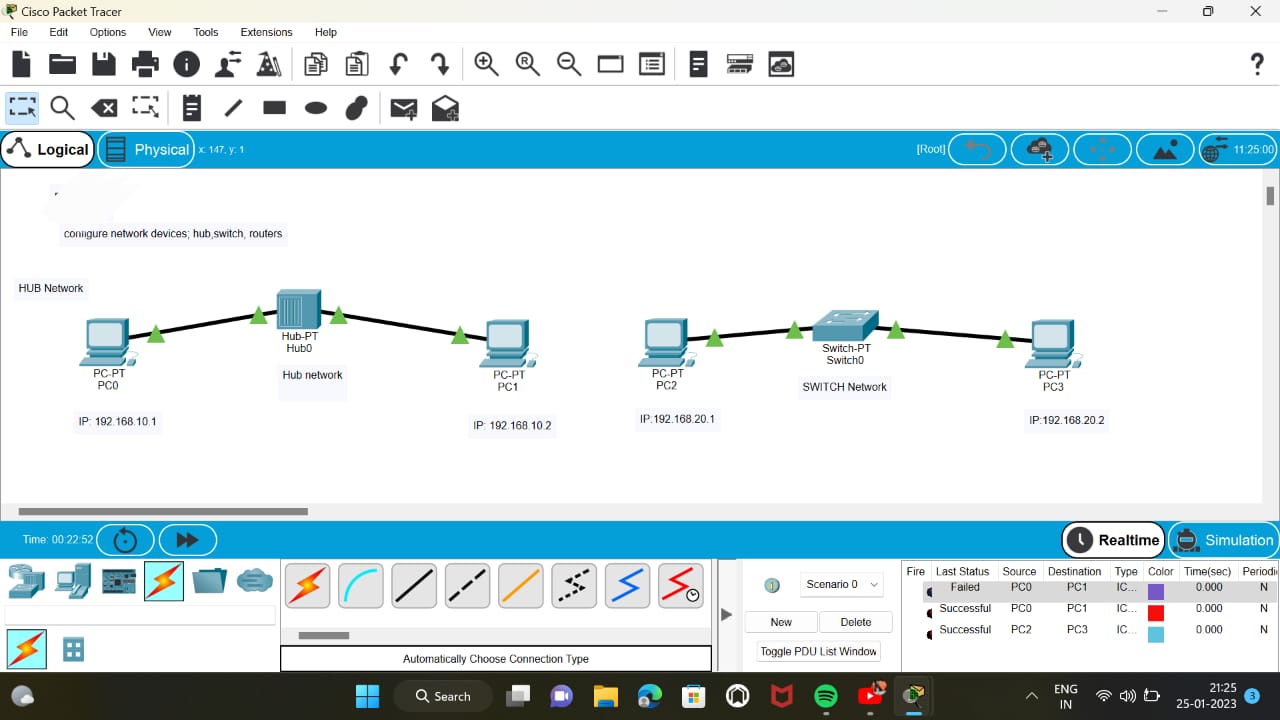 Cisco Packet Tracer
File Edit Options View Tools Extensions Help
Logical Physical x: 147, y: 1 [Root] 11:25:00
configure network devices; hub,switch, routers
HUB Network
Hub-PT
Hub0
Hub network
PC-PT
PC0
IP: 192.168.10.1
PC-PT
PC1
IP: 192.168.10.2
PC-PT
PC2
IP:192.168.20.1
Switch-PT
Switch0
SWITCH Network
PC-PT
PC3
IP:192.168.20.2
Time: 00:22:52 Realtime Simulation
Scenario 0
New Delete
Toggle PDU List Window
Automatically Choose Connection Type
Fire Last Status Source Destination Type Color Time(sec) Periodi
Failed PC0 PC1 IC... 0.000 N
Successful PC0 PC1 IC... 0.000 N
Successful PC2 PC3 IC... 0.000 N
Search
ENG
IN
21:25
25-01-2023
3